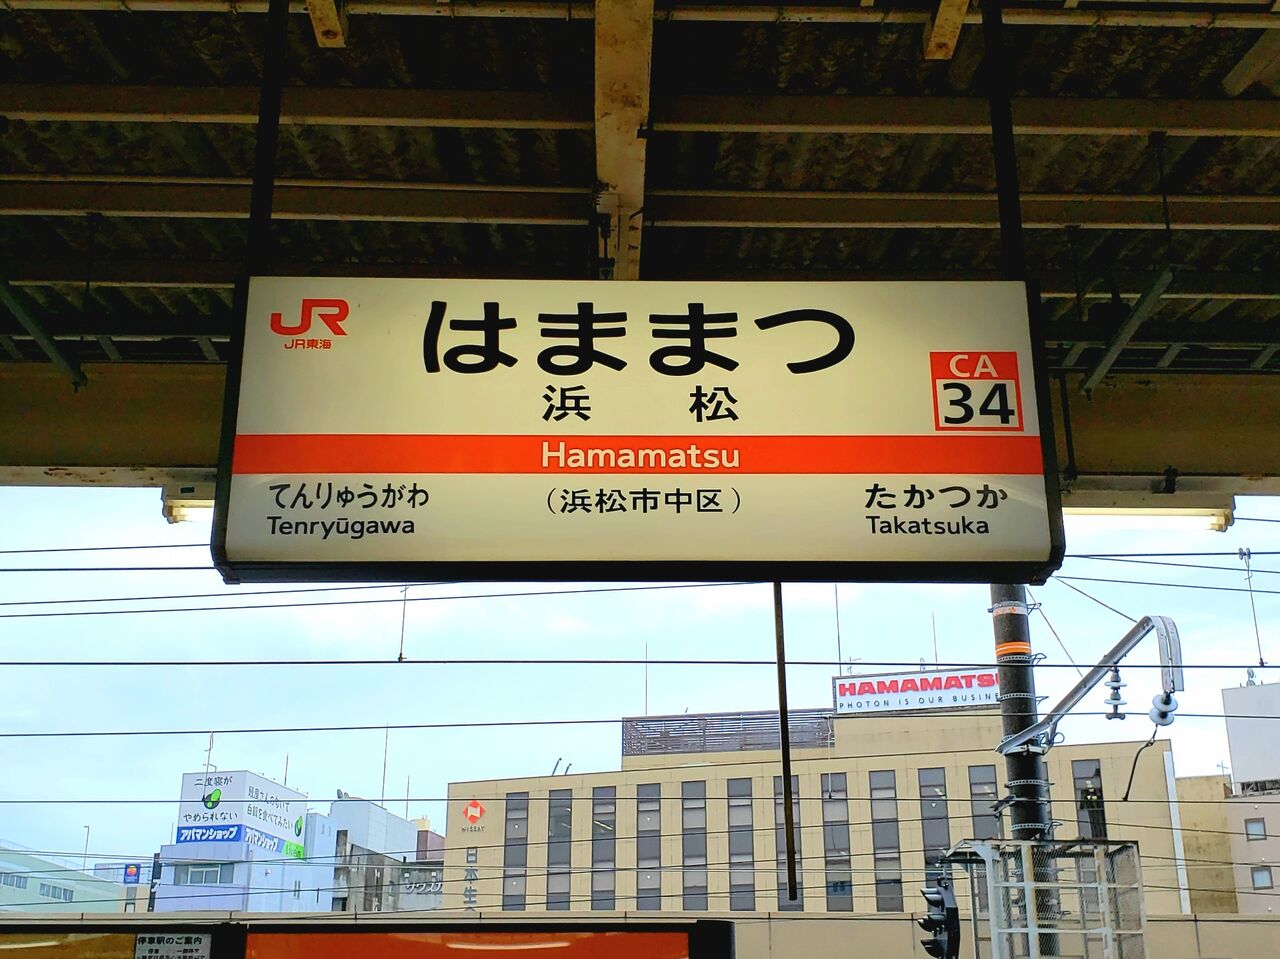 JR
JR東海
はままつ
浜松
CA
34
Hamamatsu
てんりゅうがわ
Tenryūgawa
(浜松市中区)
たかつか
Takatsuka
HAMAMATS
PHOTON IS OUR BUSINE
二度寝が
やめられない
アパマンショップ
アパマンショップ
NISSAY
日本生
停車駅のご案内